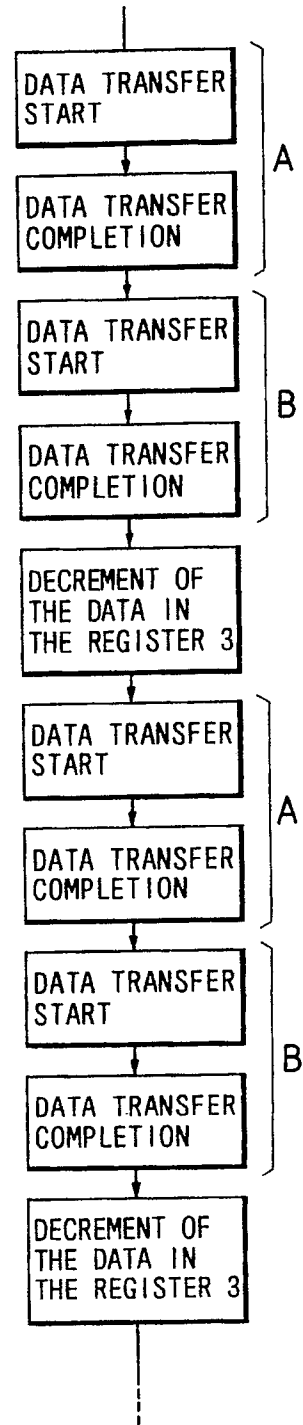 DATA TRANSFER
START
A
DATA TRANSFER
COMPLETION
DATA TRANSFER
START
B
DATA TRANSFER
COMPLETION
DECREMENT OF
THE DATA IN
THE REGISTER 3
DATA TRANSFER
START
A
DATA TRANSFER
COMPLETION
DATA TRANSFER
START
B
DATA TRANSFER
COMPLETION
DECREMENT OF
THE DATA IN
THE REGISTER 3